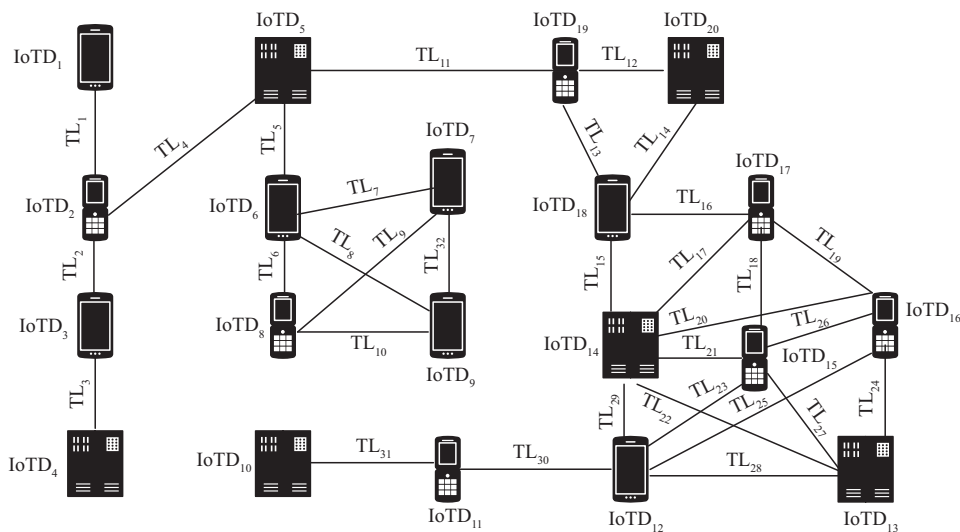 IoTD₅
IoTD₁₉
IoTD₂₀
IoTD₁
TL₁₁
TL₁₂
TL₁
TL₄
TL₅
IoTD₇
TL₁₃
TL₁₄
IoTD₁₇
IoTD₂
IoTD₆
TL₇
IoTD₁₈
TL₁₆
TL₂
TL₆
TL₈
TL₉
TL₃₂
TL₁₅
TL₁₇
TL₁₈
TL₁₉
IoTD₃
IoTD₈
TL₁₀
TL₂₀
TL₂₆
IoTD₁₆
IoTD₁₄
TL₂₁
IoTD₁₅
IoTD₉
TL₃
TL₂₉
TL₂₂
TL₂₃
TL₂₅
TL₂₇
TL₂₄
IoTD₄
IoTD₁₀
TL₃₁
TL₃₀
TL₂₈
IoTD₁₁
IoTD₁₂
IoTD₁₃